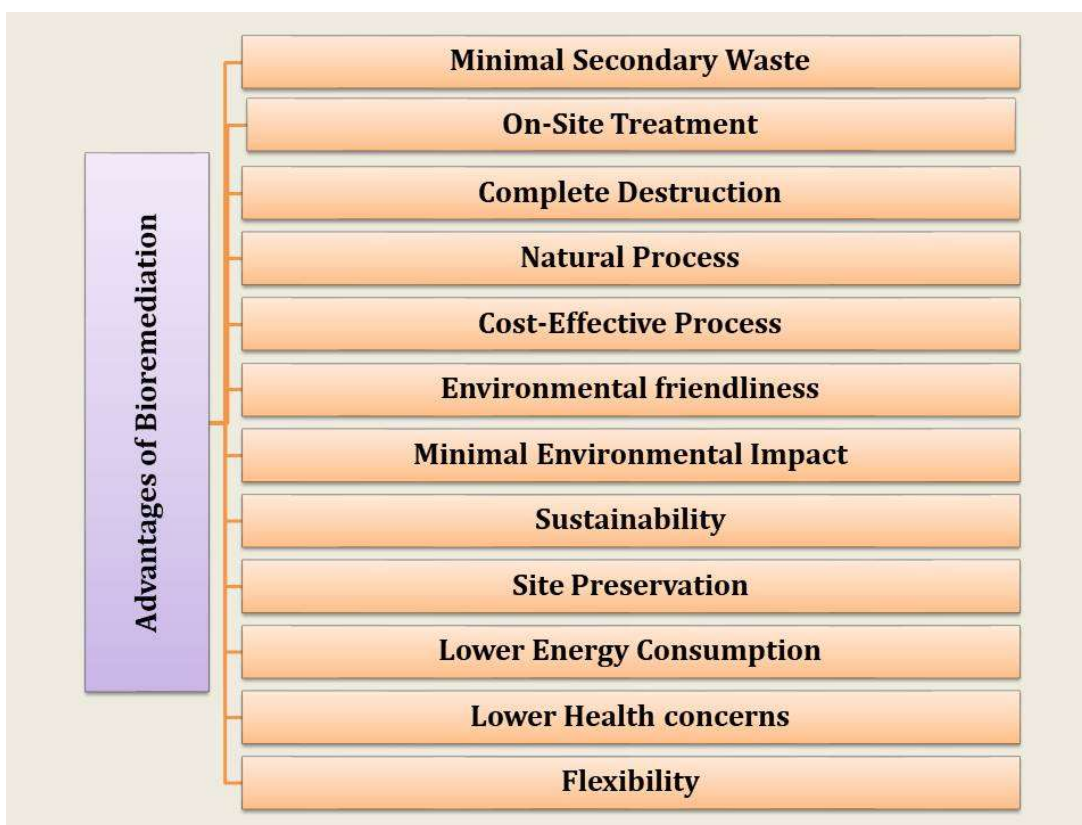 Advantages of Bioremediation
Minimal Secondary Waste
On-Site Treatment
Complete Destruction
Natural Process
Cost-Effective Process
Environmental friendliness
Minimal Environmental Impact
Sustainability
Site Preservation
Lower Energy Consumption
Lower Health concerns
Flexibility